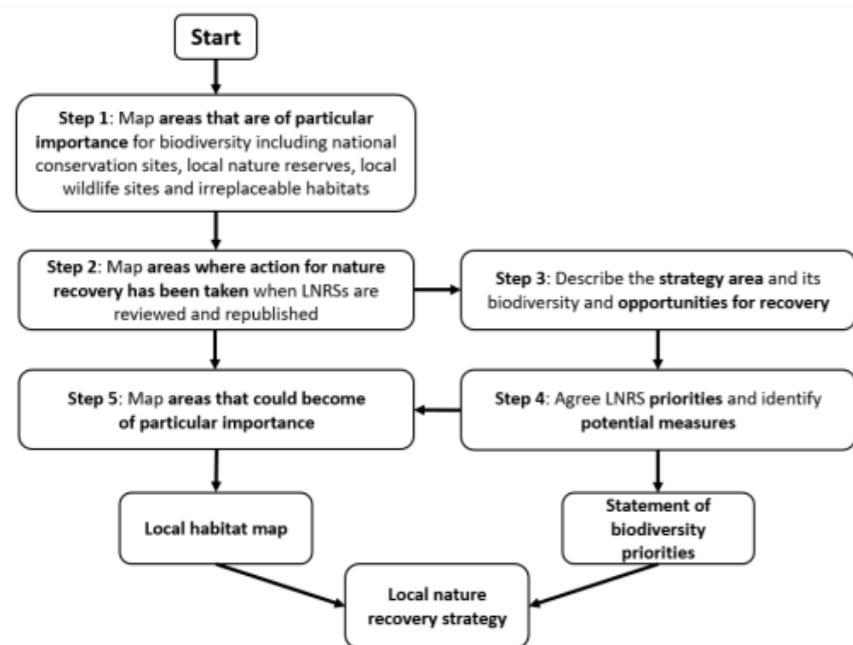 Start
Step 1: Map areas that are of particular
importance for biodiversity including national
conservation sites, local nature reserves, local
wildlife sites and irreplaceable habitats
Step 2: Map areas where action for nature
recovery has been taken when LNRSs are
reviewed and republished
Step 3: Describe the strategy area and its
biodiversity and opportunities for recovery
Step 5: Map areas that could become
of particular importance
Step 4: Agree LNRS priorities and identify
potential measures
Local habitat map
Statement of
biodiversity
priorities
Local nature
recovery strategy